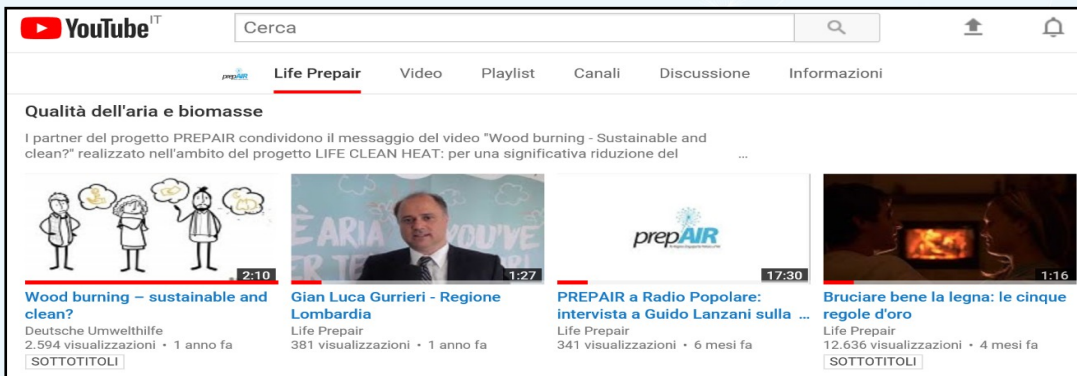 YouTube IT
Cerca
prepAIR
Life Prepair Video Playlist Canali Discussione Informazioni
Qualità dell'aria e biomasse
I partner del progetto PREPAIR condividono il messaggio del video "Wood burning - Sustainable and
clean?" realizzato nell'ambito del progetto LIFE CLEAN HEAT: per una significativa riduzione del ...
2:10
Wood burning – sustainable and
clean?
Deutsche Umwelthilfe
2.594 visualizzazioni • 1 anno fa
SOTTOTITOLI
È ARIA
1:27
Gian Luca Gurrieri - Regione
Lombardia
Life Prepair
381 visualizzazioni • 1 anno fa
prepAIR
17:30
PREPAIR a Radio Popolare:
intervista a Guido Lanzani sulla ...
Life Prepair
341 visualizzazioni • 6 mesi fa
1:16
Bruciare bene la legna: le cinque
regole d'oro
Life Prepair
12.636 visualizzazioni • 4 mesi fa
SOTTOTITOLI